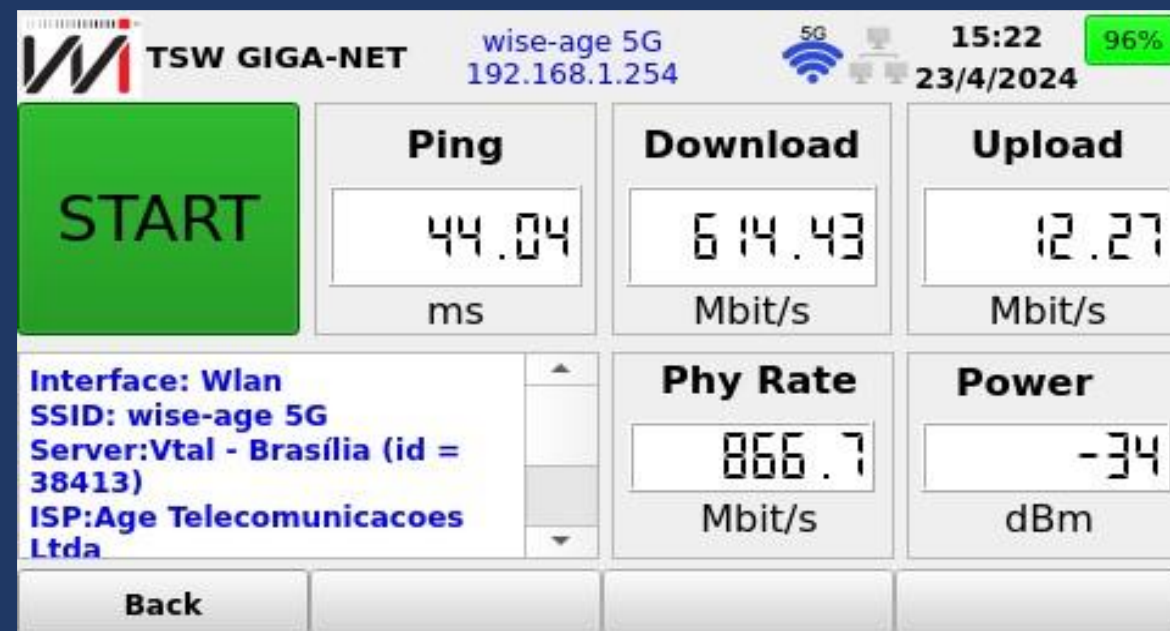 TSW GIGA-NET
wise-age 5G
192.168.1.254
5G
15:22
23/4/2024
96%
START
Ping
44.04
ms
Download
614.43
Mbit/s
Upload
12.27
Mbit/s
Interface: Wlan
SSID: wise-age 5G
Server:Vtal - Brasília (id =
38413)
ISP:Age Telecomunicacoes
Ltda
Phy Rate
866.7
Mbit/s
Power
-34
dBm
Back